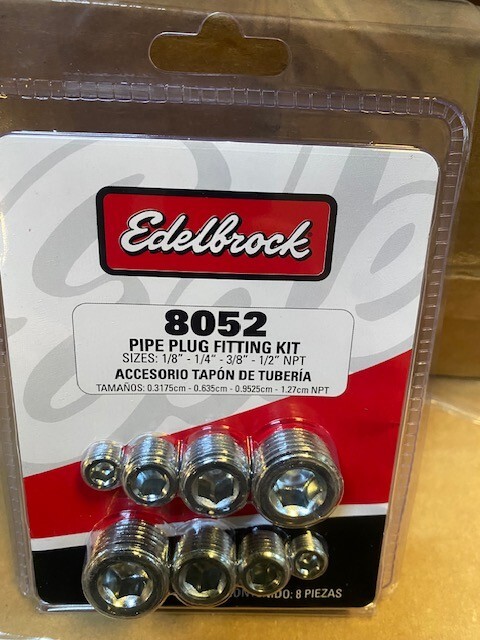 Edelbrock
8052
PIPE PLUG FITTING KIT
SIZES: 1/8" - 1/4" - 3/8" - 1/2" NPT
ACCESORIO TAPÓN DE TUBERÍA
TAMAÑOS: 0.3175cm - 0.635cm - 0.9525cm - 1.27cm NPT
8 PIEZAS